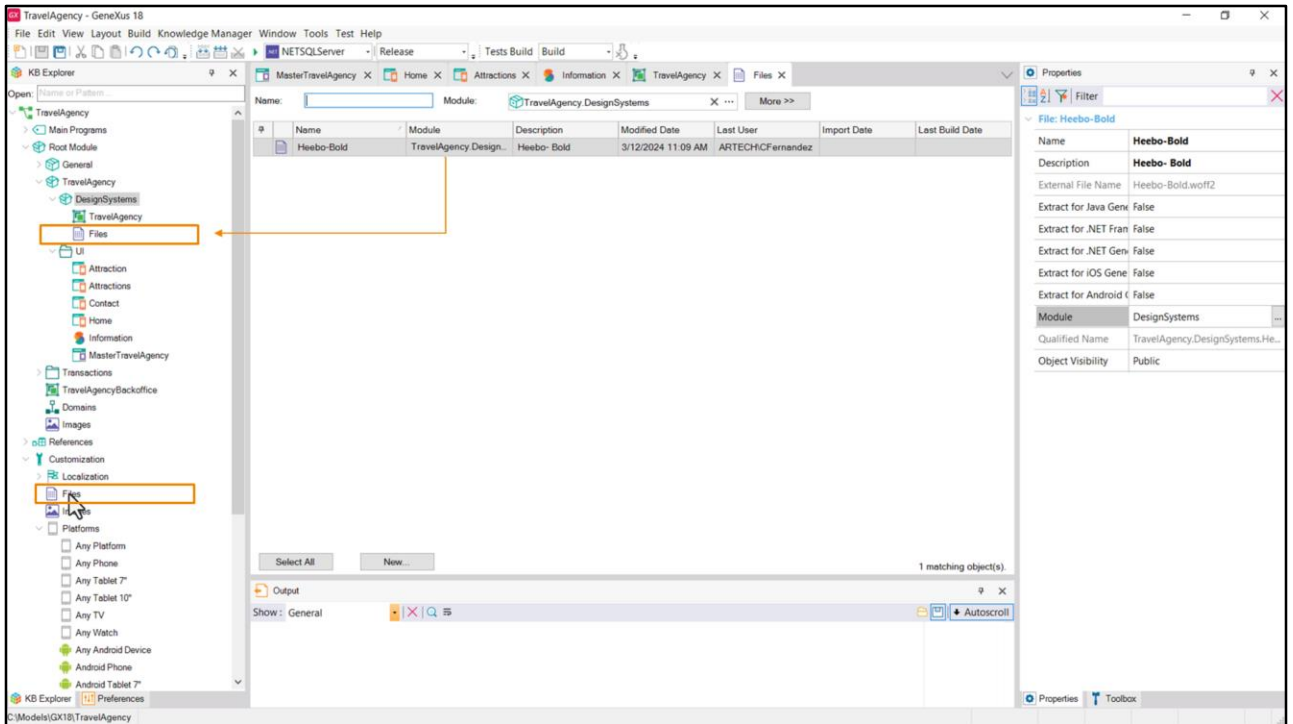 TravelAgency - GeneXus 18
File Edit View Layout Build Knowledge Manager Window Tools Test Help
NETSQLServer Release Tests Build Build
KB Explorer
Open: Name or Pattern...
TravelAgency
Main Programs
Root Module
General
TravelAgency
DesignSystems
TravelAgency
Files
UI
Attraction
Attractions
Contact
Home
Information
MasterTravelAgency
Transactions
TravelAgencyBackoffice
Domains
Images
References
Customization
Localization
Files
Platforms
Any Platform
Any Phone
Any Tablet 7"
Any Tablet 10"
Any TV
Any Watch
Any Android Device
Android Phone
Android Tablet 7"
KB Explorer Preferences
C:\Models\GX18\TravelAgency
MasterTravelAgency Home Attractions Information TravelAgency Files
Name: Module: TravelAgency.DesignSystems More >>
Name Module Description Modified Date Last User Import Date Last Build Date
Heebo-Bold TravelAgency.Design... Heebo- Bold 3/12/2024 11:09 AM ARTECH\CFernandez
Select All New... 1 matching object(s).
Output
Show: General Autoscroll
Properties
Filter
File: Heebo-Bold
Name Heebo-Bold
Description Heebo- Bold
External File Name Heebo-Bold.woff2
Extract for Java Gene False
Extract for .NET Fram False
Extract for .NET Gen False
Extract for iOS Gene False
Extract for Android False
Module DesignSystems ...
Qualified Name TravelAgency.DesignSystems.He...
Object Visibility Public
Properties Toolbox